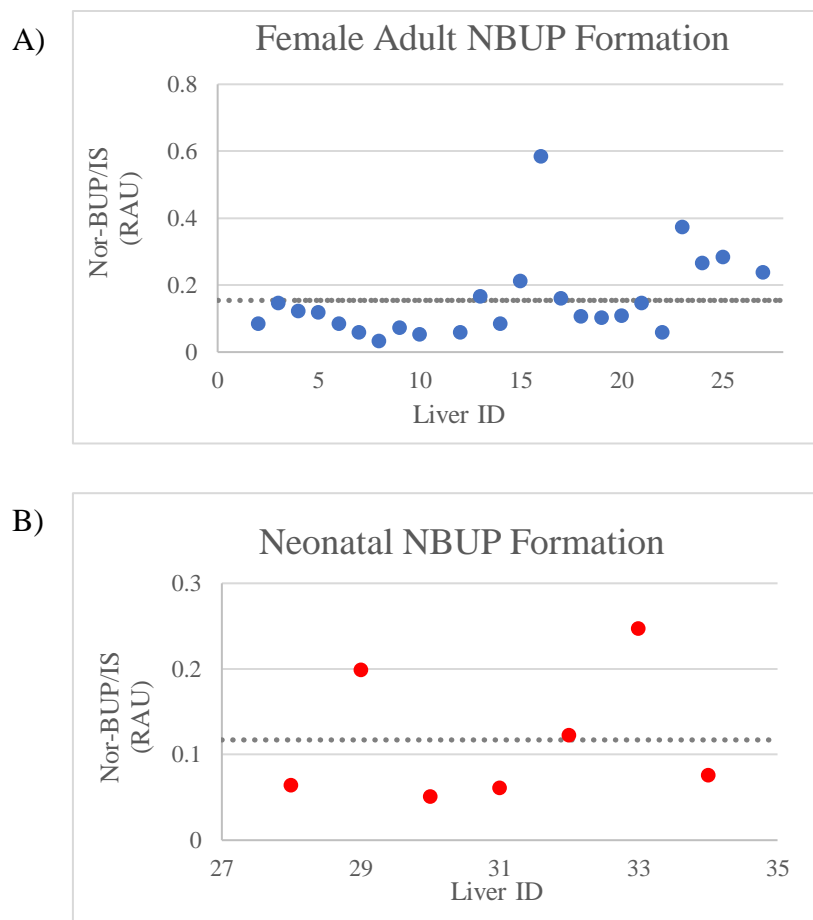 A)
Female Adult NBUP Formation
0.8
0.6
0.4
0.2
0
Nor-BUP/IS
(RAU)
0 5 10 15 20 25
Liver ID
B)
Neonatal NBUP Formation
0.3
0.2
0.1
0
Nor-BUP/IS
(RAU)
27 29 31 33 35
Liver ID